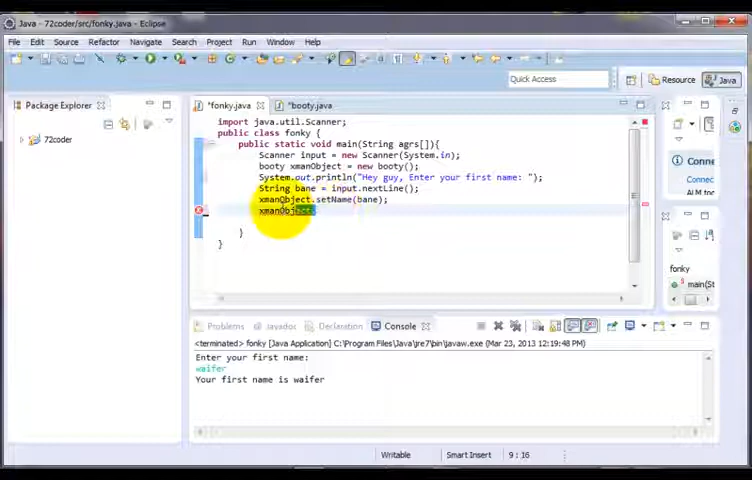 Java - 72coder/src/fonky.java - Eclipse
File Edit Source Refactor Navigate Search Project Run Window Help
Quick Access
Resource
Java
Package Explorer
*fonky.java
*booty.java
72coder
import java.util.Scanner;
public class fonky {
public static void main(String agrs[]){
Scanner input = new Scanner(System.in);
booty xmanObject = new booty();
System.out.println("Hey guy, Enter your first name: ");
String bane = input.nextLine();
xmanObject.setName(bane);
xmanObject.
}
}
Conne
Connec
ALM too
fonky
main(St
Problems Javadoc Declaration Console
<terminated> fonky [Java Application] C:\Program Files\Java\jre7\bin\javaw.exe (Mar 23, 2013 12:19:48 PM)
Enter your first name:
waifer
Your first name is waifer
Writable
Smart Insert
9 : 16